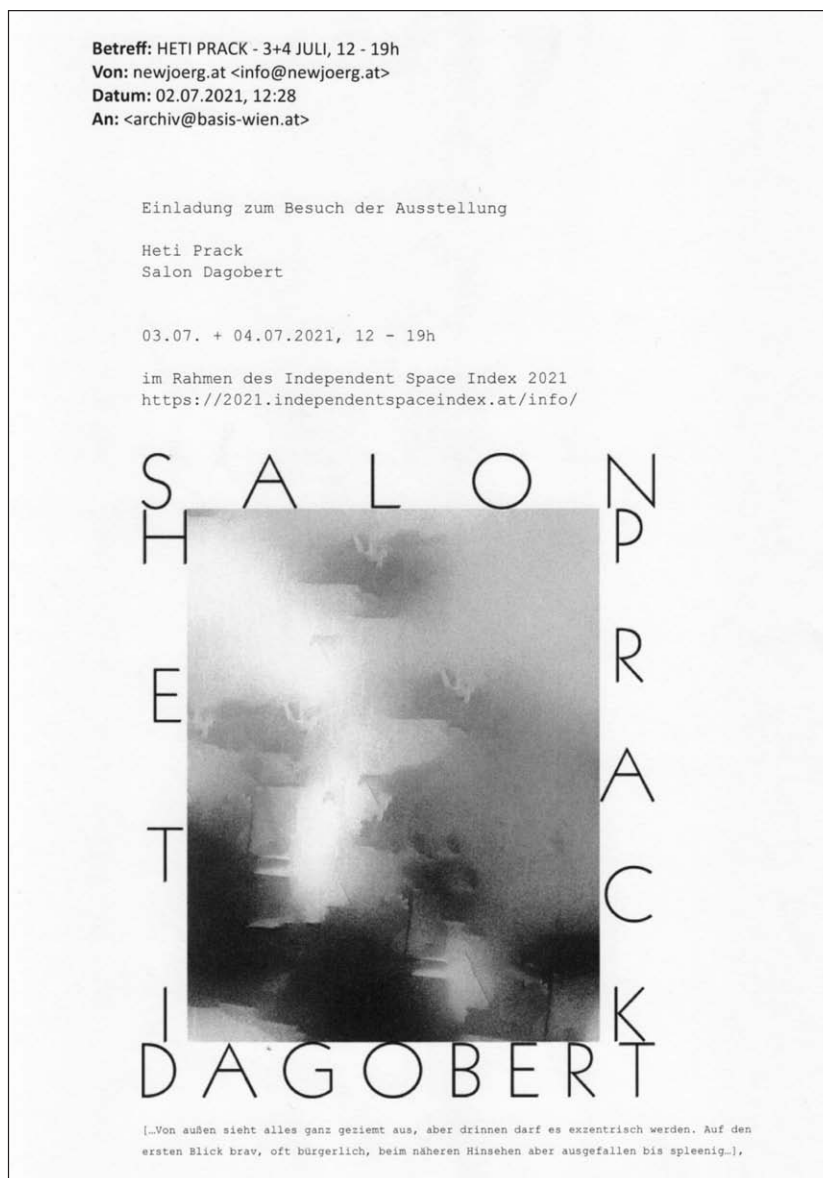 Betreff: HETI PRACK - 3+4 JULI, 12 - 19h
Von: newjoerg.at <info@newjoerg.at>
Datum: 02.07.2021, 12:28
An: <archiv@basis-wien.at>
Einladung zum Besuch der Ausstellung
Heti Prack
Salon Dagobert
03.07. + 04.07.2021, 12 – 19h
im Rahmen des Independent Space Index 2021
https://2021.independentspaceindex.at/info/
SALON
HETI
PRACK
DAGOBERT
[…Von außen sieht alles ganz geziemt aus, aber drinnen darf es exzentrisch werden. Auf den
ersten Blick brav, oft bürgerlich, beim näheren Hinsehen aber ausgefallen bis spleenig…],